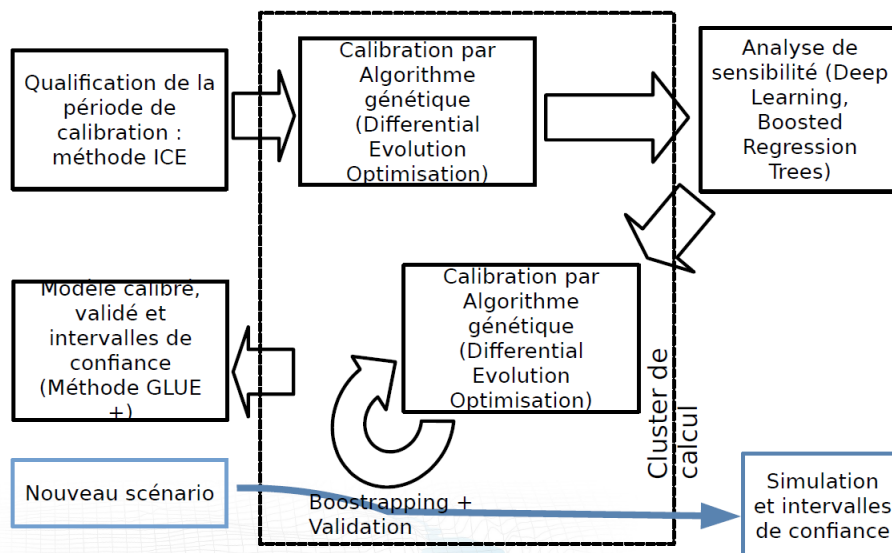 Qualification de la
période de
calibration :
méthode ICE
Calibration par
Algorithme
génétique
(Differential
Evolution
Optimisation)
Analyse de
sensibilité (Deep
Learning,
Boosted
Regression
Trees)
Calibration par
Algorithme
génétique
(Differential
Evolution
Optimisation)
Modèle calibré,
validé et
intervalles de
confiance
(Méthode GLUE
+)
Cluster de
calcul
Nouveau scénario
Boostrapping +
Validation
Simulation
et intervalles
de confiance